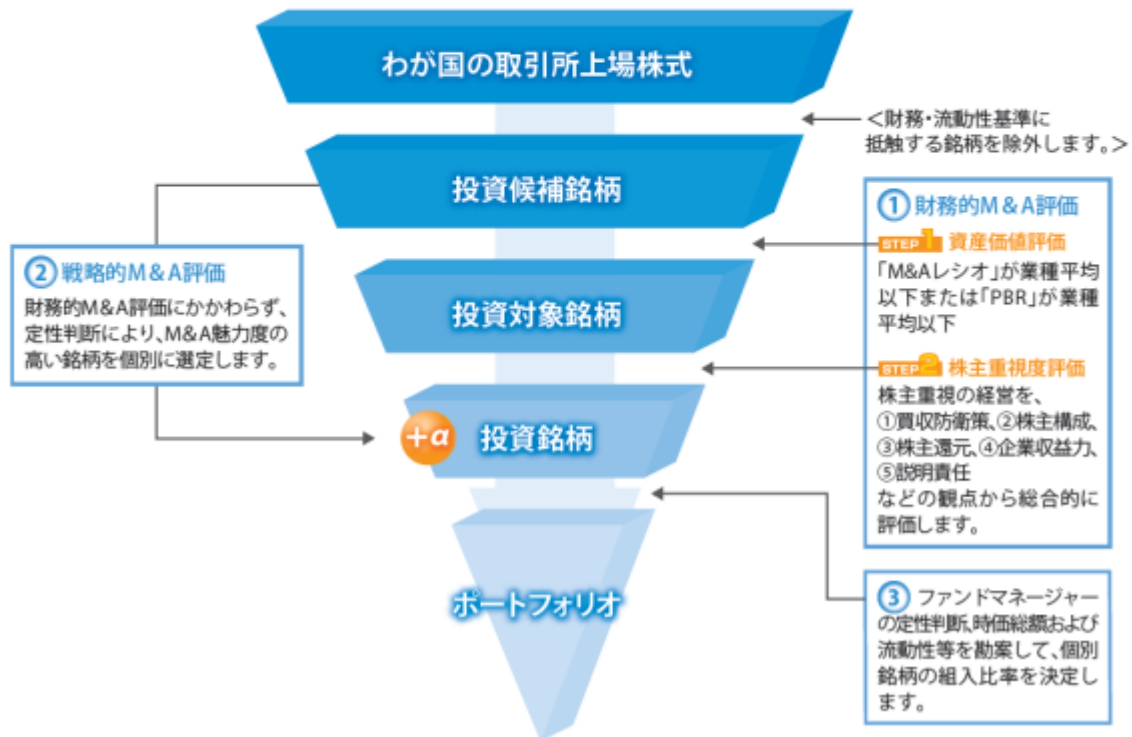 わが国の取引所上場株式
＜財務・流動性基準に
抵触する銘柄を除外します。＞
投資候補銘柄
① 財務的M＆A評価
STEP1 資産価値評価
「M&Aレシオ」が業種平均
以下または「PBR」が業種
平均以下
② 戦略的M＆A評価
財務的M&A評価にかかわらず、
定性判断により、M&A魅力度の
高い銘柄を個別に選定します。
投資対象銘柄
STEP2 株主重視度評価
株主重視の経営を、
①買収防衛策、②株主構成、
③株主還元、④企業収益力、
⑤説明責任
などの観点から総合的に
評価します。
+α 投資銘柄
ポートフォリオ
③ ファンドマネージャー
の定性判断、時価総額および
流動性等を勘案して、個別
銘柄の組入比率を決定し
ます。